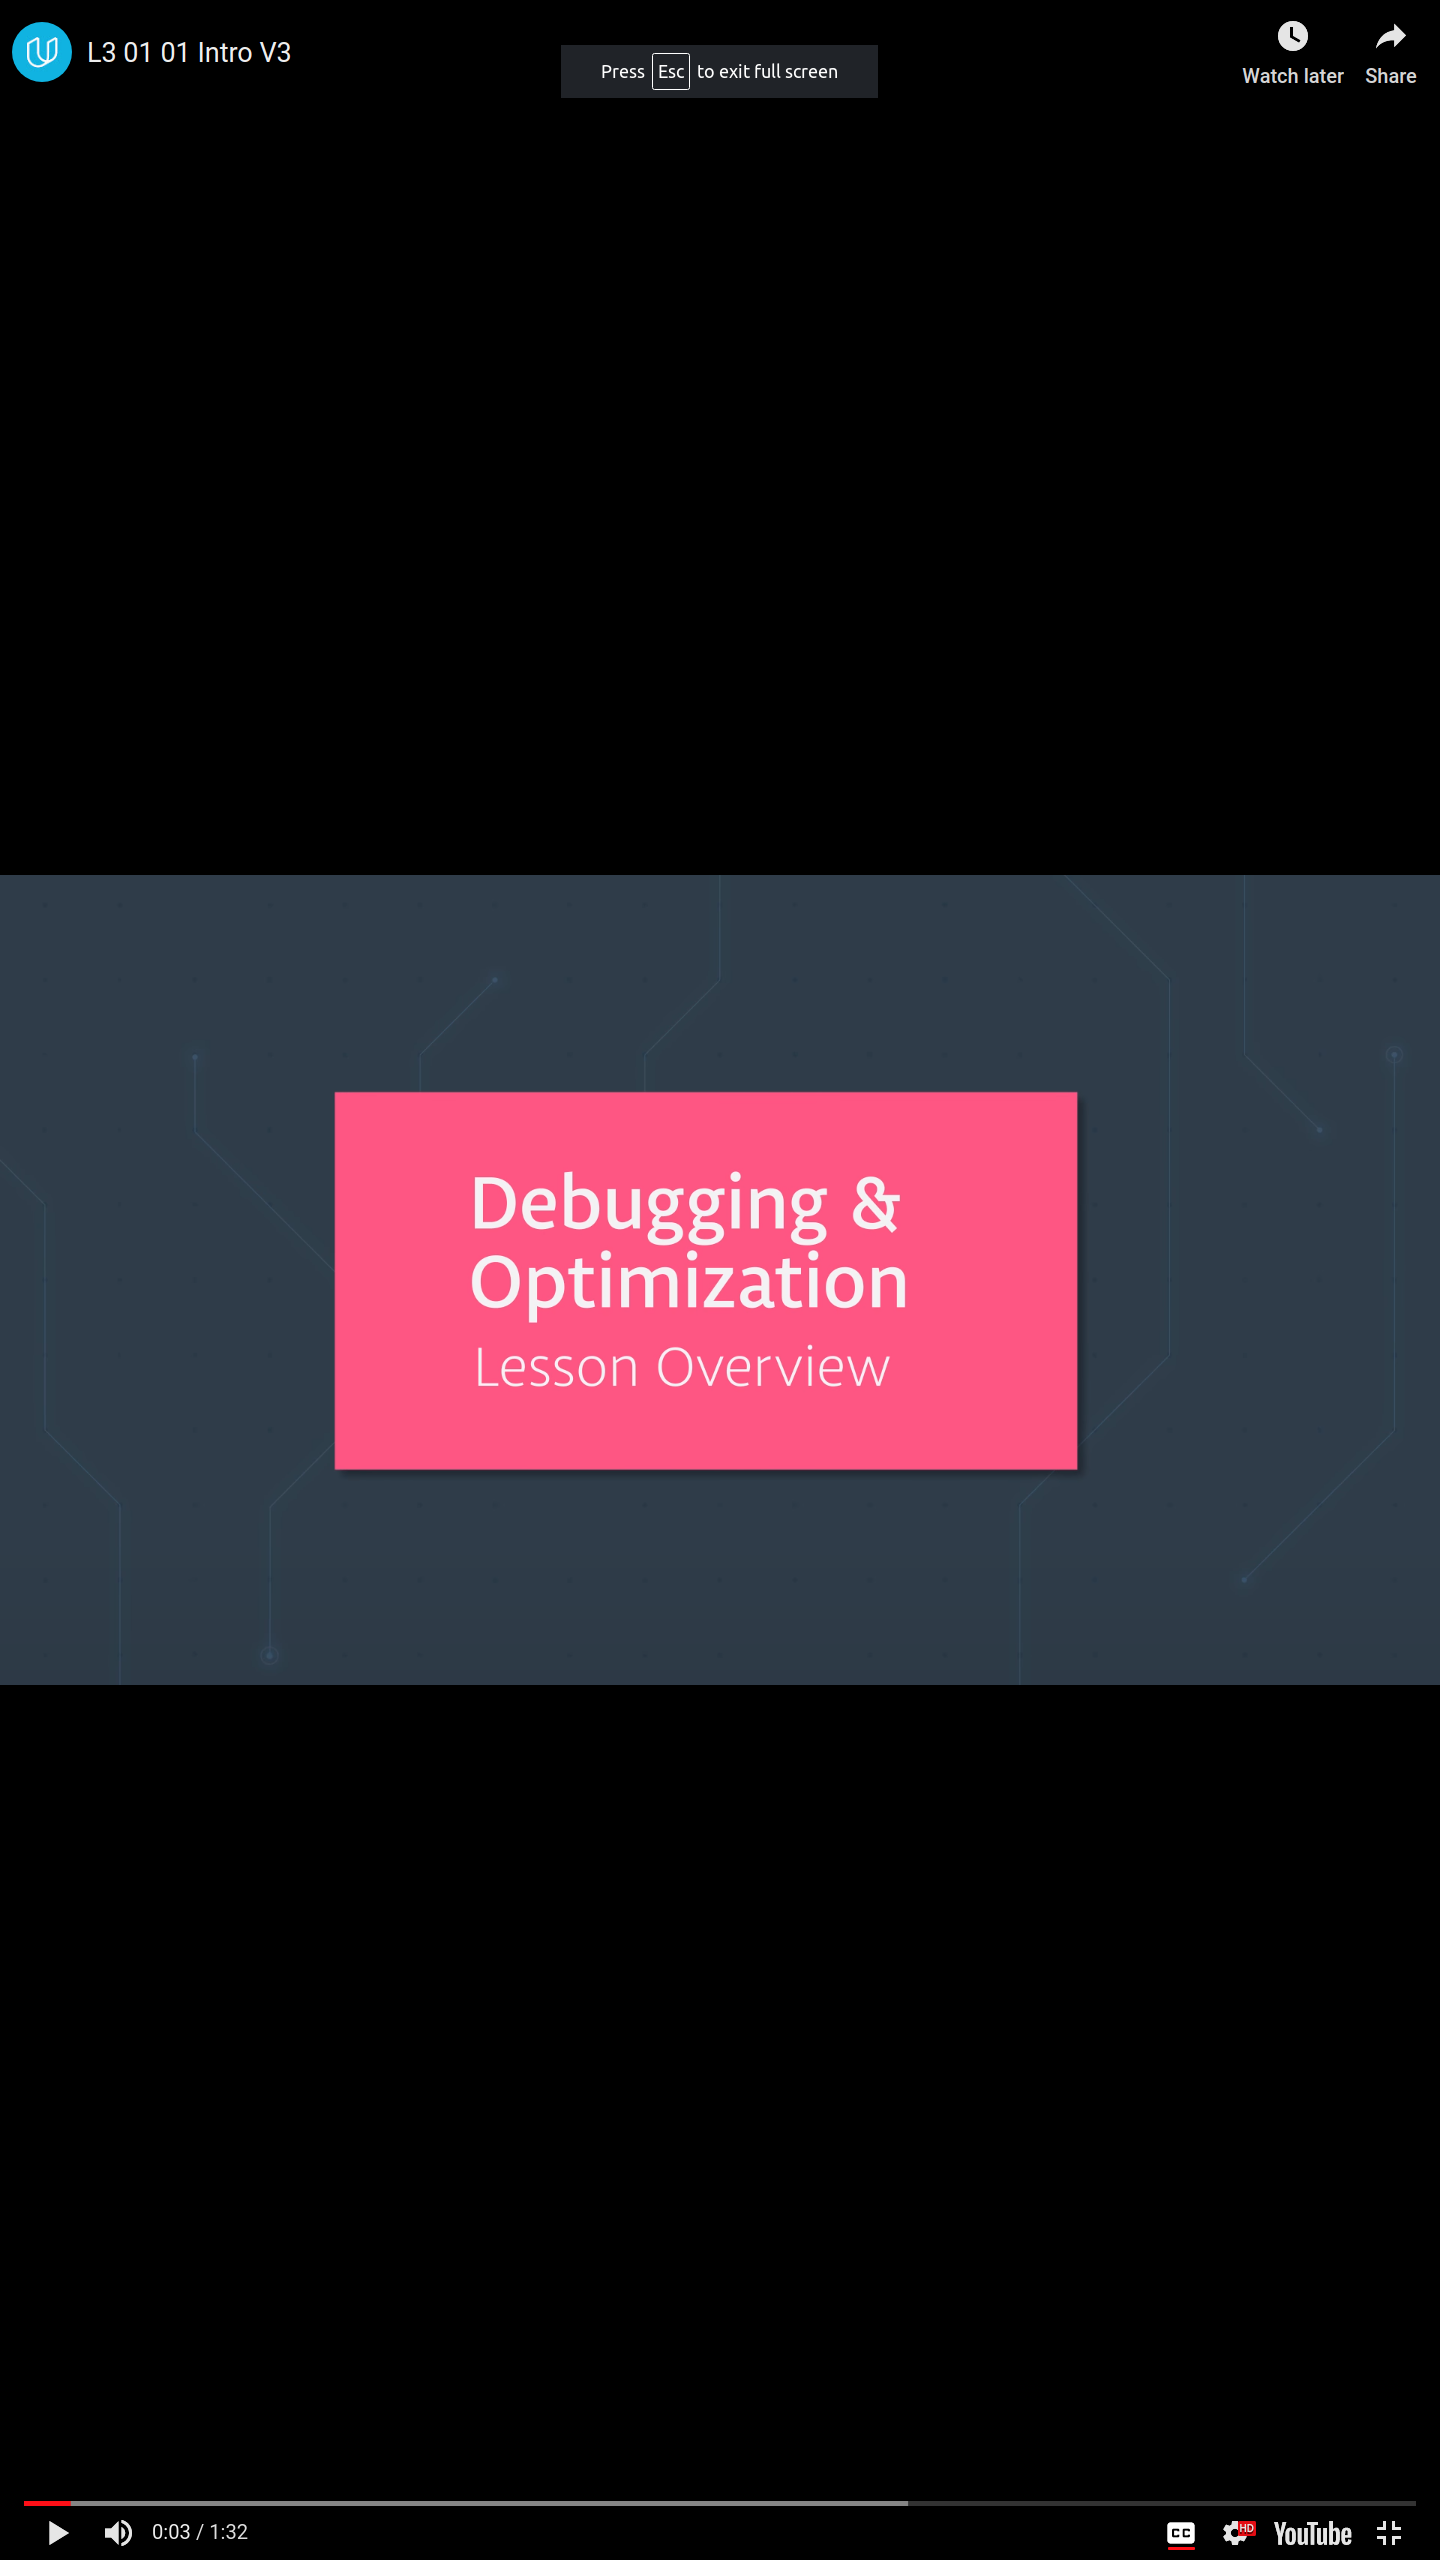 L3 01 01 Intro V3
Press Esc to exit full screen
Watch later
Share
Debugging &
Optimization
Lesson Overview
0:03 / 1:32
CC
HD
YouTube